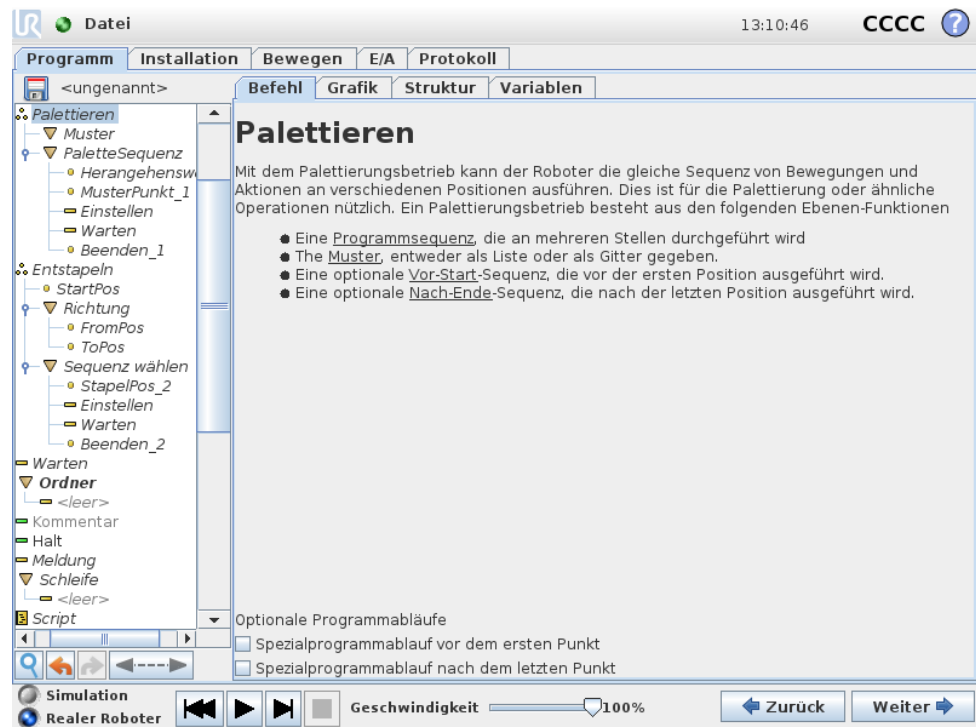 Datei
13:10:46
CCCC
?
Programm Installation Bewegen E/A Protokoll
<ungenannt>
Befehl Grafik Struktur Variablen
Palettieren
Muster
PaletteSequenz
Herangehensw
MusterPunkt_1
Einstellen
Warten
Beenden_1
Entstapeln
StartPos
Richtung
FromPos
ToPos
Sequenz wählen
StapelPos_2
Einstellen
Warten
Beenden_2
Warten
Ordner
<leer>
Kommentar
Halt
Meldung
Schleife
<leer>
Script
Palettieren
Mit dem Palettierungsbetrieb kann der Roboter die gleiche Sequenz von Bewegungen und
Aktionen an verschiedenen Positionen ausführen. Dies ist für die Palettierung oder ähnliche
Operationen nützlich. Ein Palettierungsbetrieb besteht aus den folgenden Ebenen-Funktionen
● Eine Programmsequenz, die an mehreren Stellen durchgeführt wird
● The Muster, entweder als Liste oder als Gitter gegeben.
● Eine optionale Vor-Start-Sequenz, die vor der ersten Position ausgeführt wird.
● Eine optionale Nach-Ende-Sequenz, die nach der letzten Position ausgeführt wird.
Optionale Programmabläufe
Spezialprogrammablauf vor dem ersten Punkt
Spezialprogrammablauf nach dem letzten Punkt
Simulation
Realer Roboter
Geschwindigkeit 100%
Zurück
Weiter